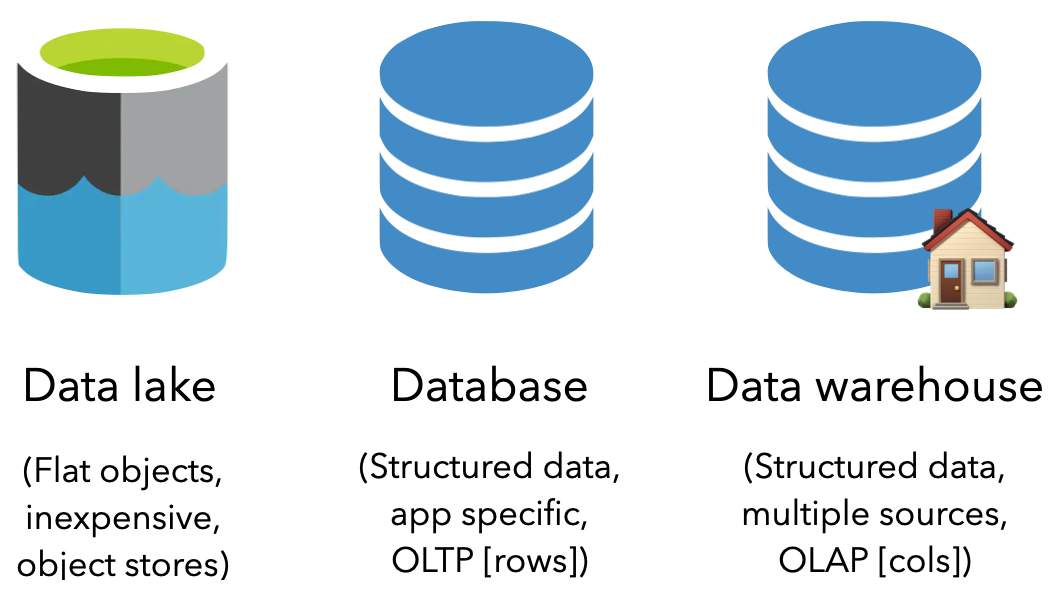 Data lake
(Flat objects,
inexpensive,
object stores)
Database
(Structured data,
app specific,
OLTP [rows])
Data warehouse
(Structured data,
multiple sources,
OLAP [cols])